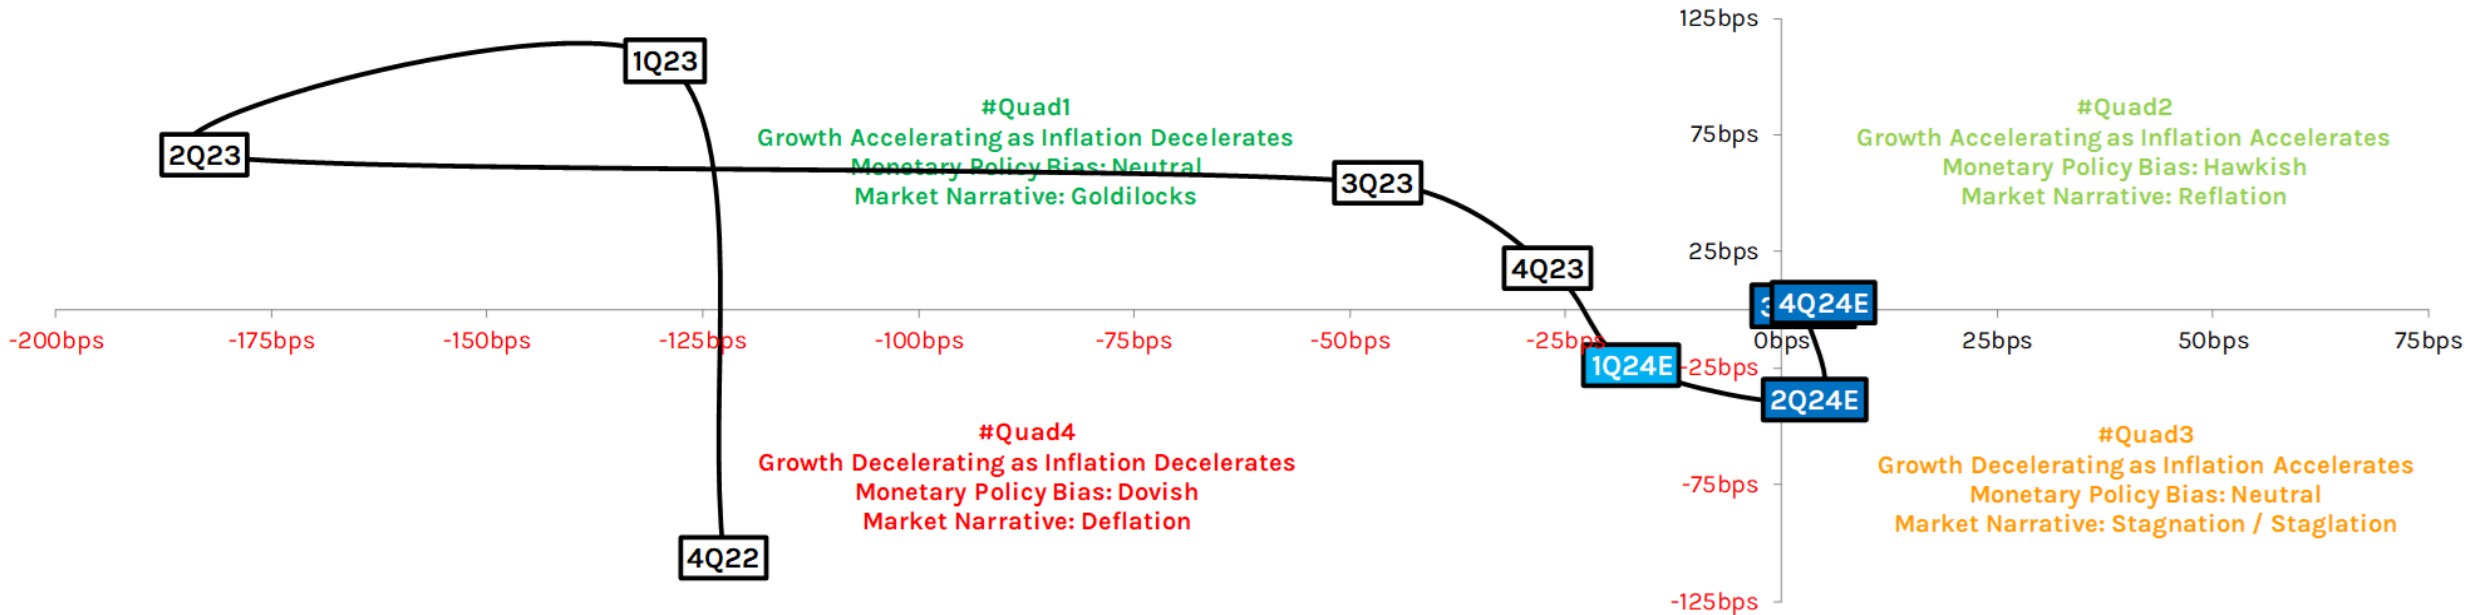 125bps
1Q23
#Quad1
#Quad2
Growth Accelerating as Inflation Decelerates
75bps
Growth Accelerating as Inflation Accelerates
2Q23
Monetary Policy Bias: Neutral
Monetary Policy Bias: Hawkish
3Q23
Market Narrative: Goldilocks
Market Narrative: Reflation
25bps
4Q23
3
4Q24E
-200bps
-175bps
-150bps
-125bps
-100bps
-75bps
-50bps
-25bps
0bps
25bps
50bps
75bps
1Q24E
-25bps
2Q24E
#Quad4
#Quad3
Growth Decelerating as Inflation Decelerates
Growth Decelerating as Inflation Accelerates
-75bps
Monetary Policy Bias: Dovish
Monetary Policy Bias: Neutral
Market Narrative: Deflation
Market Narrative: Stagnation / Staglation
4Q22
-125bps